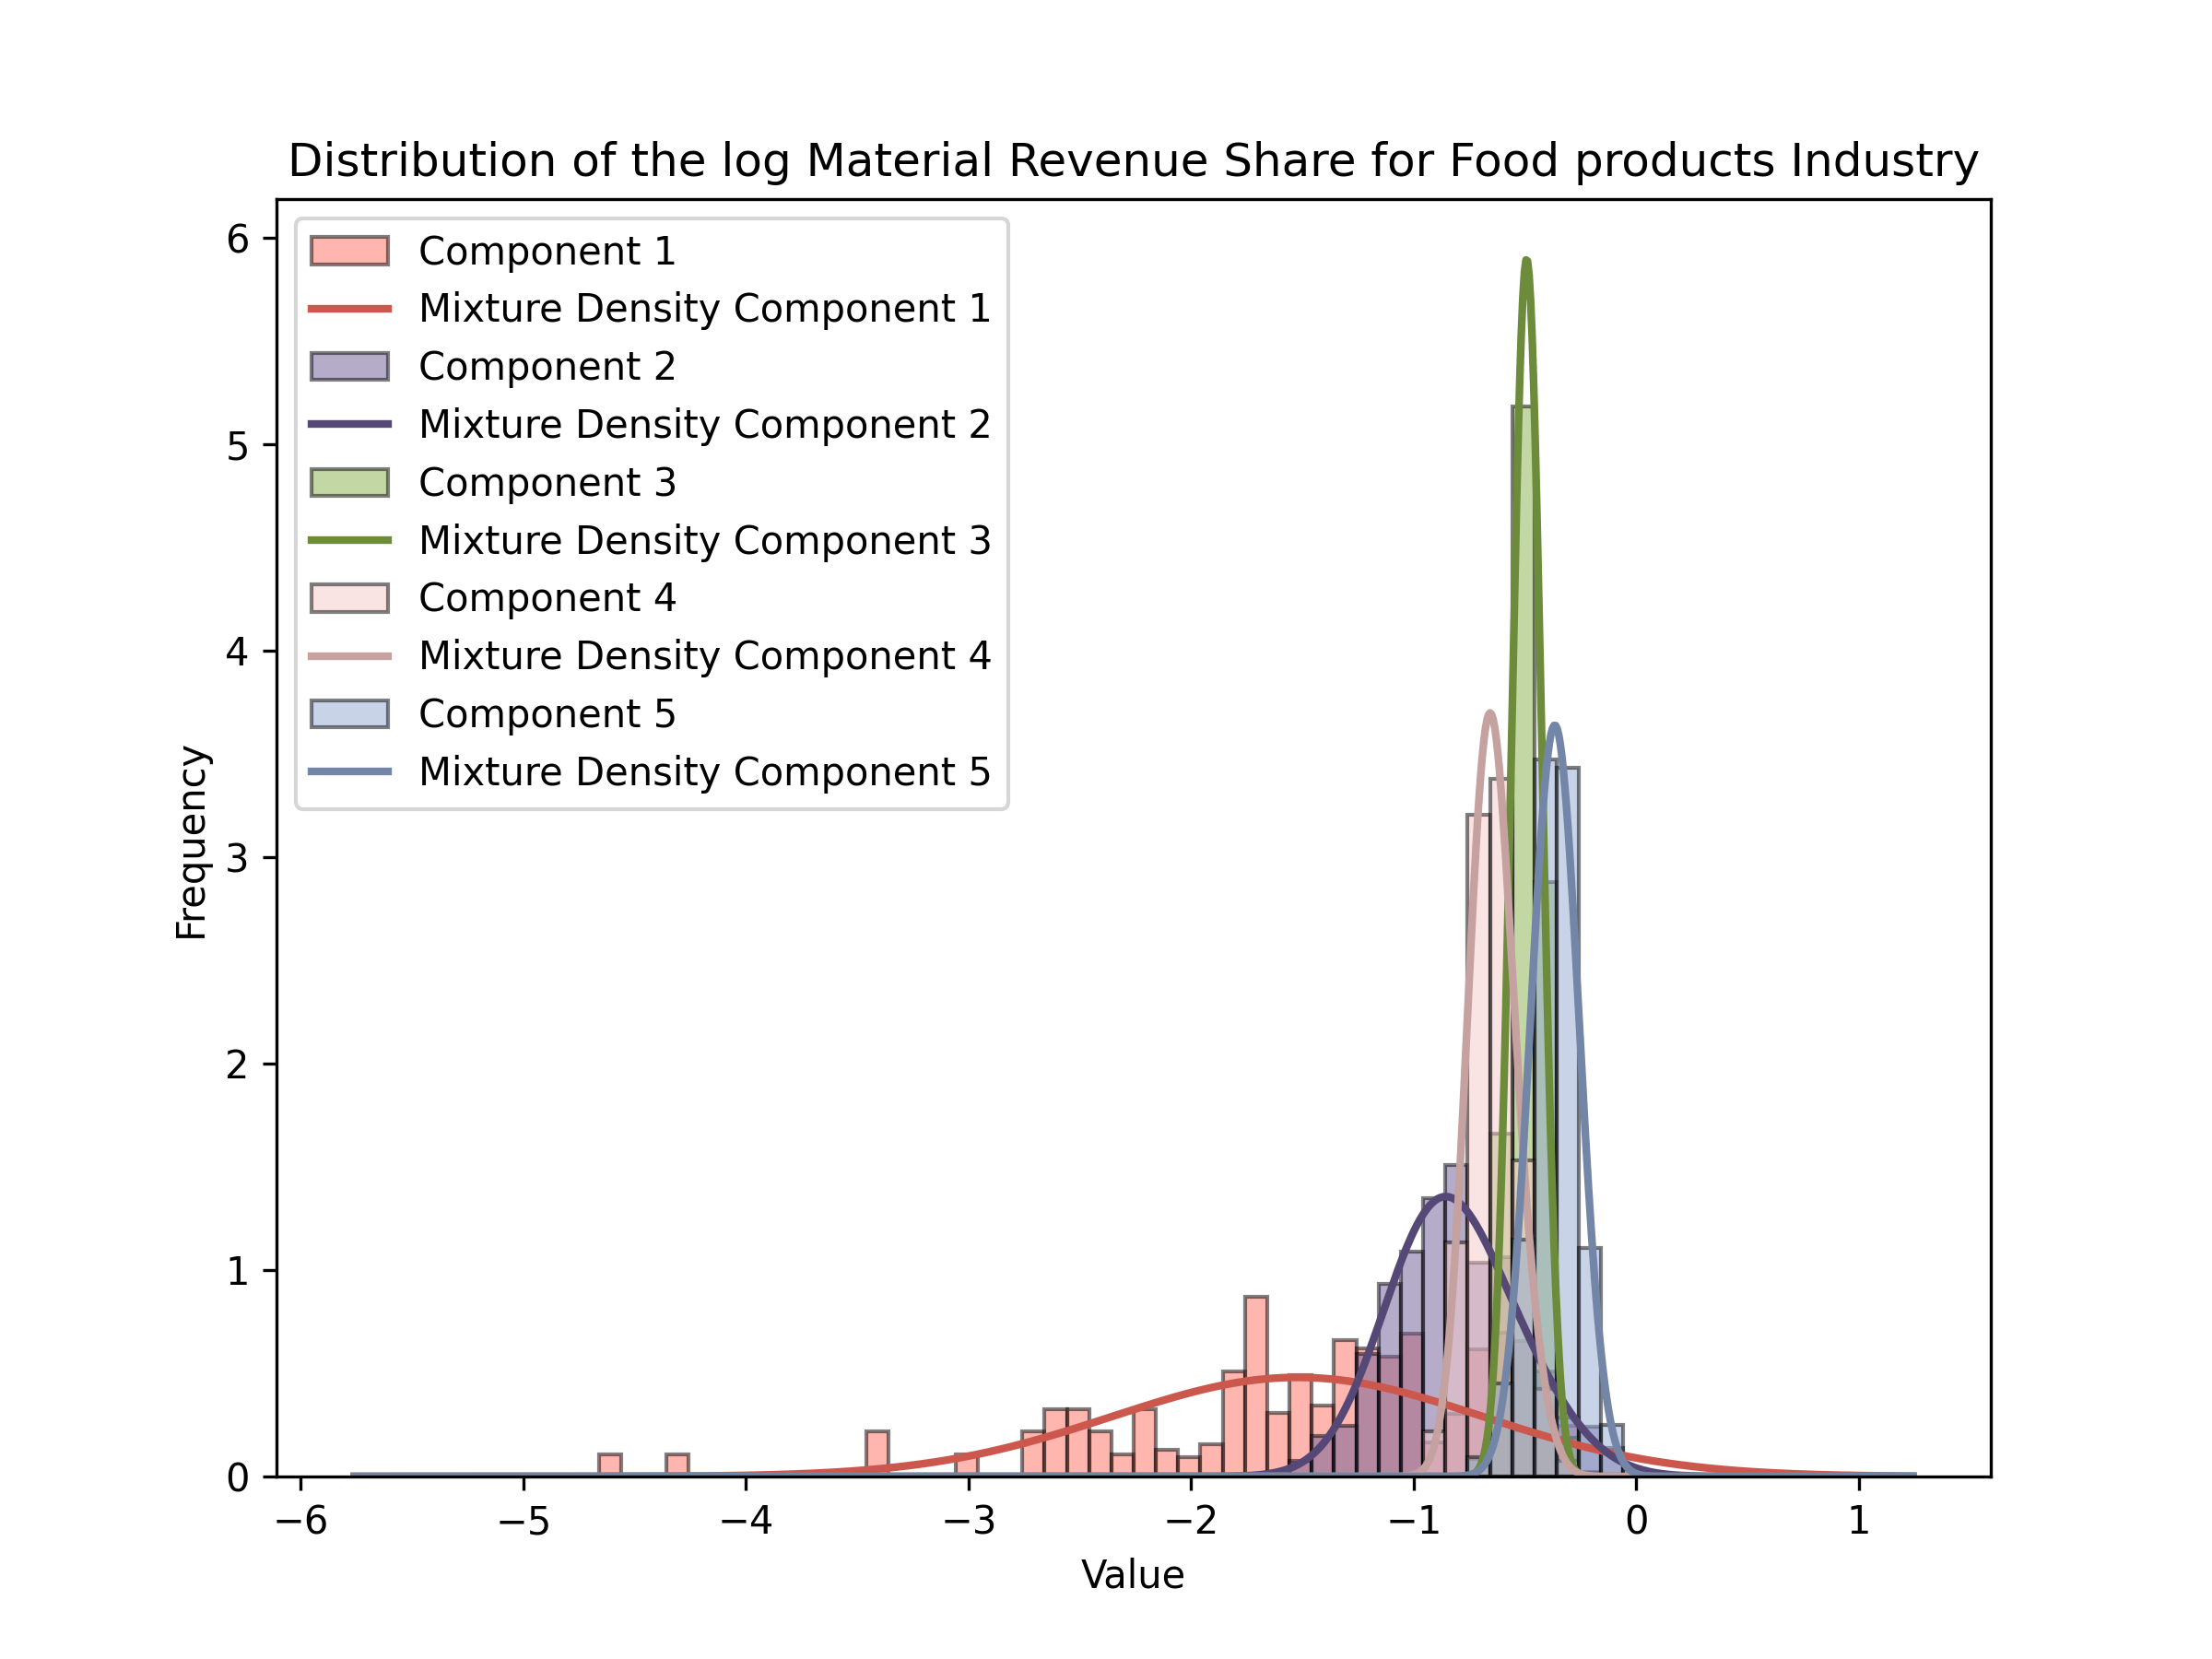 Distribution of the log Material Revenue Share for Food products Industry
Component 1
Mixture Density Component 1
Component 2
Mixture Density Component 2
Component 3
Mixture Density Component 3
Component 4
Mixture Density Component 4
Component 5
Mixture Density Component 5
Frequency
6
5
4
3
2
1
0
−6 −5 −4 −3 −2 −1 0 1
Value